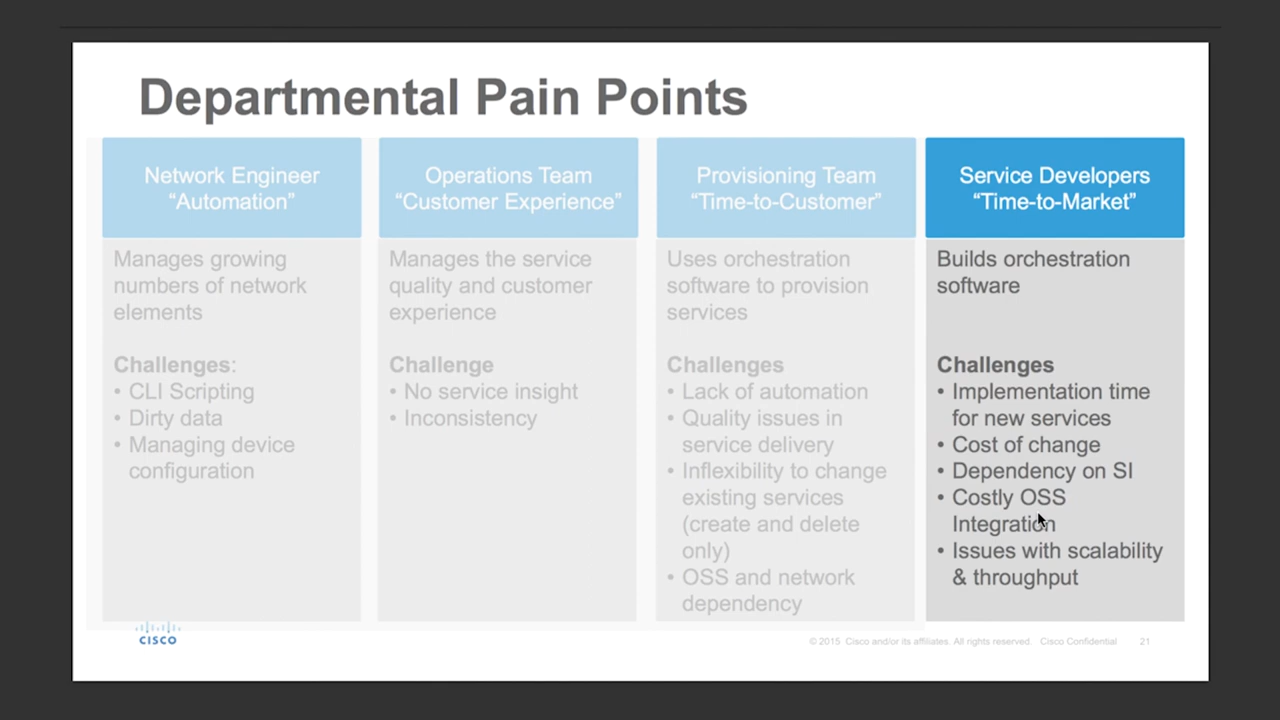 Departmental Pain Points
Network Engineer
“Automation”
Manages growing
numbers of network
elements
Challenges:
• CLI Scripting
• Dirty data
• Managing device
configuration
Operations Team
“Customer Experience”
Manages the service
quality and customer
experience
Challenge
• No service insight
• Inconsistency
Provisioning Team
“Time-to-Customer”
Uses orchestration
software to provision
services
Challenges
• Lack of automation
• Quality issues in
service delivery
• Inflexibility to change
existing services
(create and delete
only)
• OSS and network
dependency
Service Developers
“Time-to-Market”
Builds orchestration
software
Challenges
• Implementation time
for new services
• Cost of change
• Dependency on SI
• Costly OSS
Integration
• Issues with scalability
& throughput
CISCO
© 2015 Cisco and/or its affiliates. All rights reserved. Cisco Confidential 21